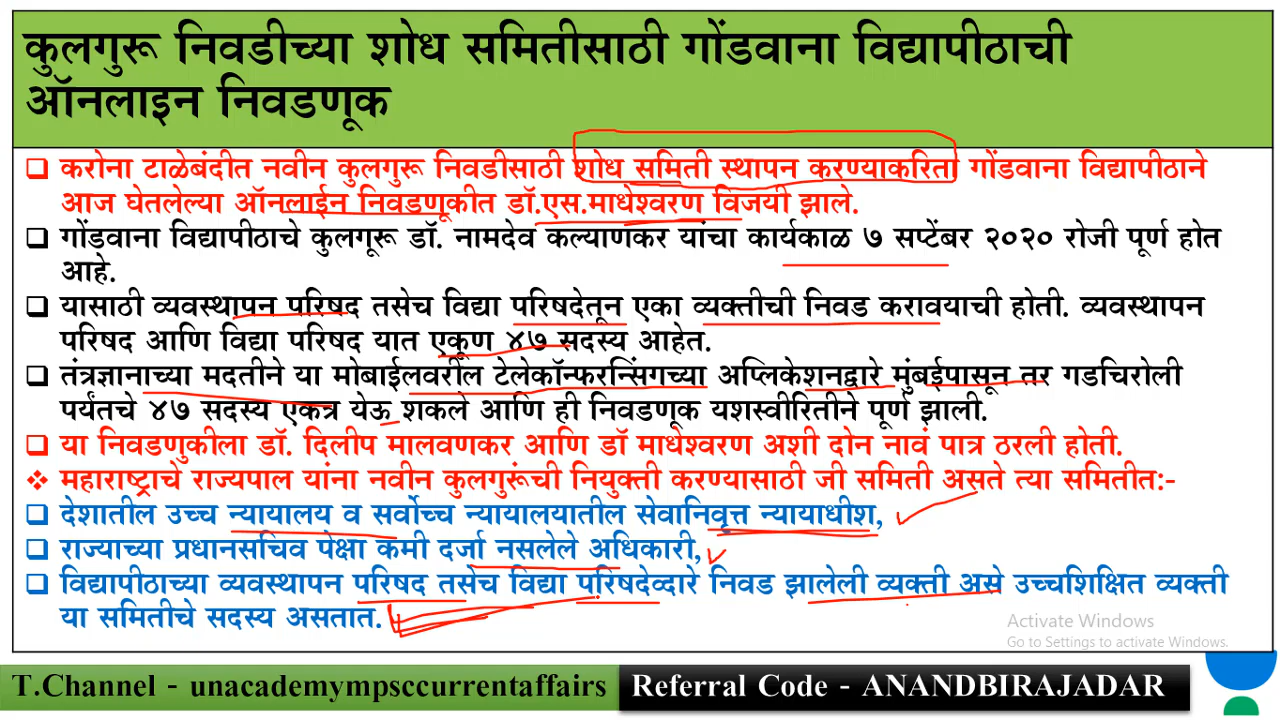 कुलगुरू निवडीच्या शोध समितीसाठी गोंडवाना विद्यापीठाची
ऑनलाइन निवडणूक
❑ करोना टाळेबंदीत नवीन कुलगुरू निवडीसाठी शोध समिती स्थापन करण्याकरिता गोंडवाना विद्यापीठाने
आज घेतलेल्या ऑनलाईन निवडणूकीत डॉ.एस.माधेश्वरण विजयी झाले.
❑ गोंडवाना विद्यापीठाचे कुलगूरू डॉ. नामदेव कल्याणकर यांचा कार्यकाळ ७ सप्टेंबर २०२० रोजी पूर्ण होत
आहे.
❑ यासाठी व्यवस्थापन परिषद तसेच विद्या परिषदेतून एका व्यक्तीची निवड करावयाची होती. व्यवस्थापन
परिषद आणि विद्या परिषद यात एकूण ४७ सदस्य आहेत.
❑ तंत्रज्ञानाच्या मदतीने या मोबाईलवरील टेलेकॉन्फरन्सिंगच्या अप्लिकेशनद्वारे मुंबईपासून तर गडचिरोली
पर्यंतचे ४७ सदस्य एकत्र येऊ शकले आणि ही निवडणूक यशस्वीरितीने पूर्ण झाली.
❑ या निवडणुकीला डॉ. दिलीप मालवणकर आणि डॉ माधेश्वरण अशी दोन नावं पात्र ठरली होती.
❖ महाराष्ट्राचे राज्यपाल यांना नवीन कुलगुरूंची नियुक्ती करण्यासाठी जी समिती असते त्या समितीत:-
❑ देशातील उच्च न्यायालय व सर्वोच्च न्यायालयातील सेवानिवृत्त न्यायाधीश,
❑ राज्याच्या प्रधानसचिव पेक्षा कमी दर्जा नसलेले अधिकारी,
❑ विद्यापीठाच्या व्यवस्थापन परिषद तसेच विद्या परिषदेव्दारे निवड झालेली व्यक्ती असे उच्चशिक्षित व्यक्ती
या समितीचे सदस्य असतात.
Activate Windows
Go to Settings to activate Windows.
T.Channel - unacademympsccurrentaffairs Referral Code - ANANDBIRAJADAR